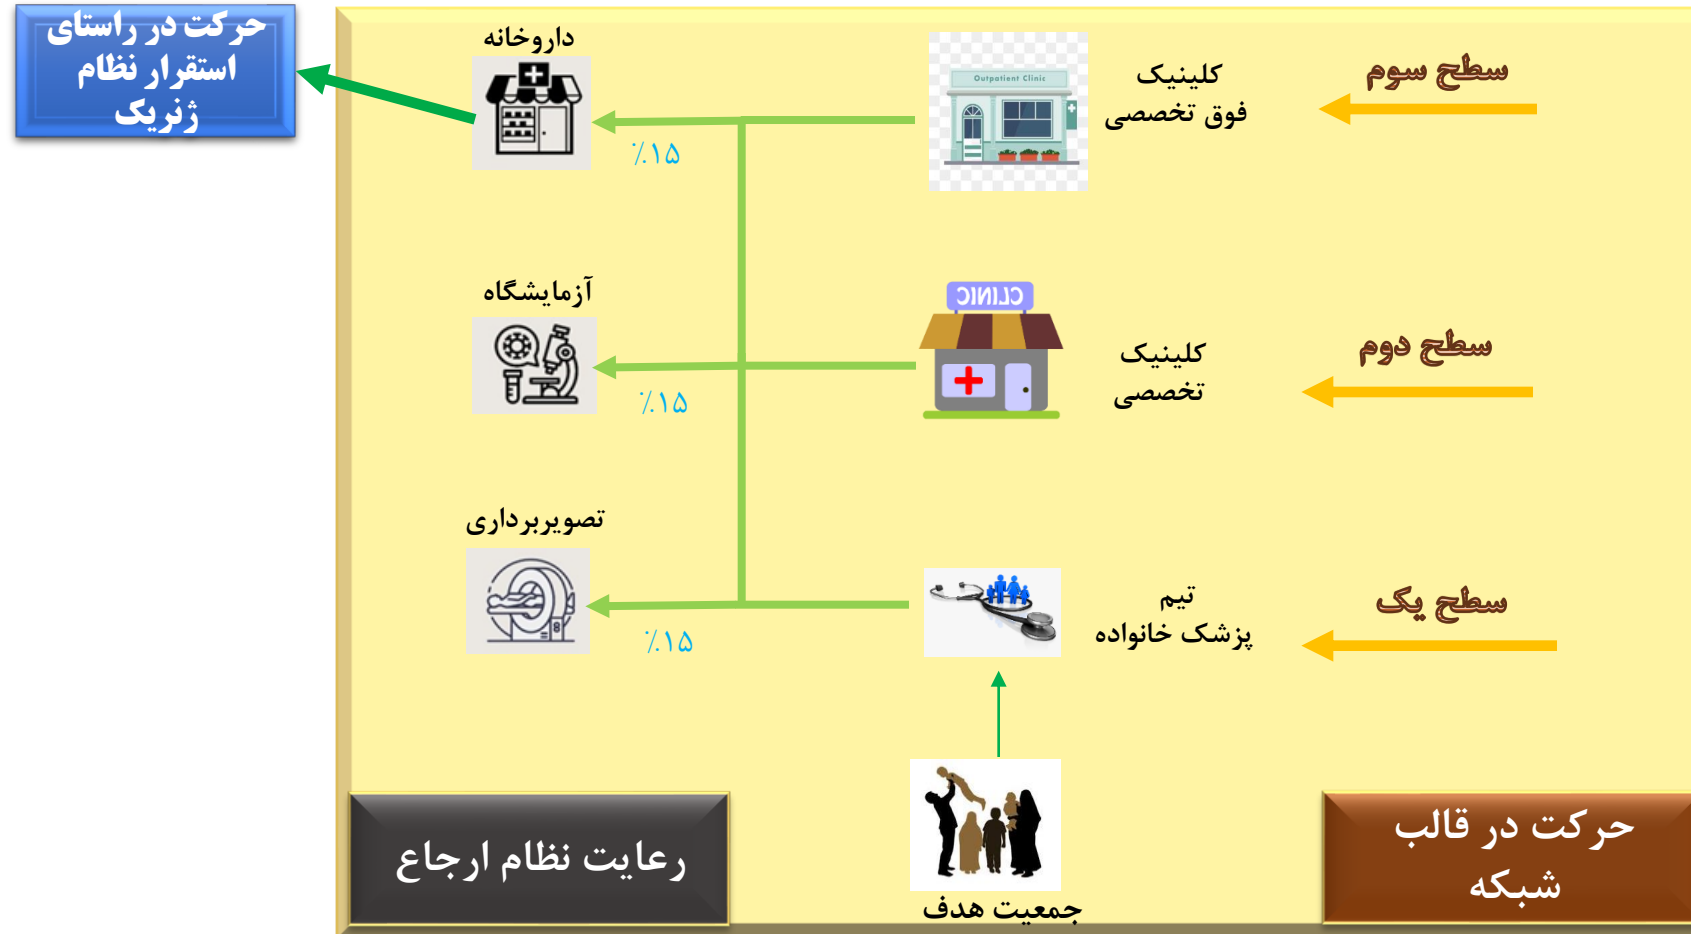 حرکت در راستای
استقرار نظام
ژنریک
سطح سوم
کلینیک
فوق تخصصی
Outpatient Clinic
داروخانه
٪۱۵
سطح دوم
کلینیک
تخصصی
CLINIC
آزمایشگاه
٪۱۵
سطح یک
تیم
پزشک خانواده
تصویربرداری
٪۱۵
جمعیت هدف
حرکت در قالب
شبکه
رعایت نظام ارجاع